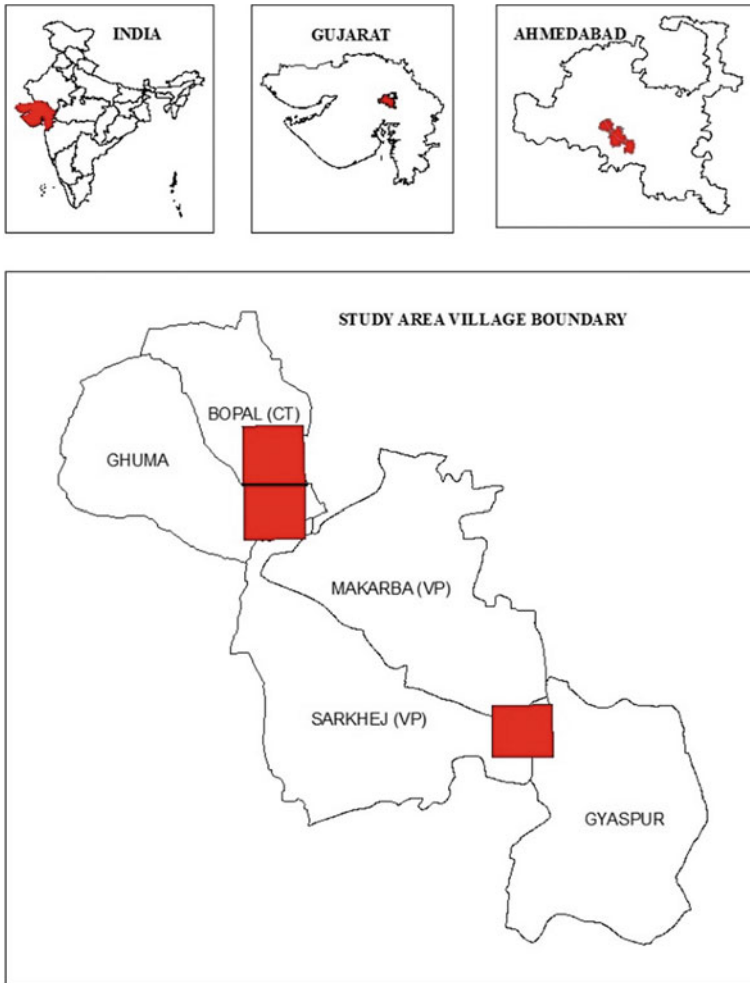 INDIA
GUJARAT
AHMEDABAD
STUDY AREA VILLAGE BOUNDARY
BOPAL (CT)
GHUMA
MAKARBA (VP)
SARKHEJ (VP)
GYASPUR